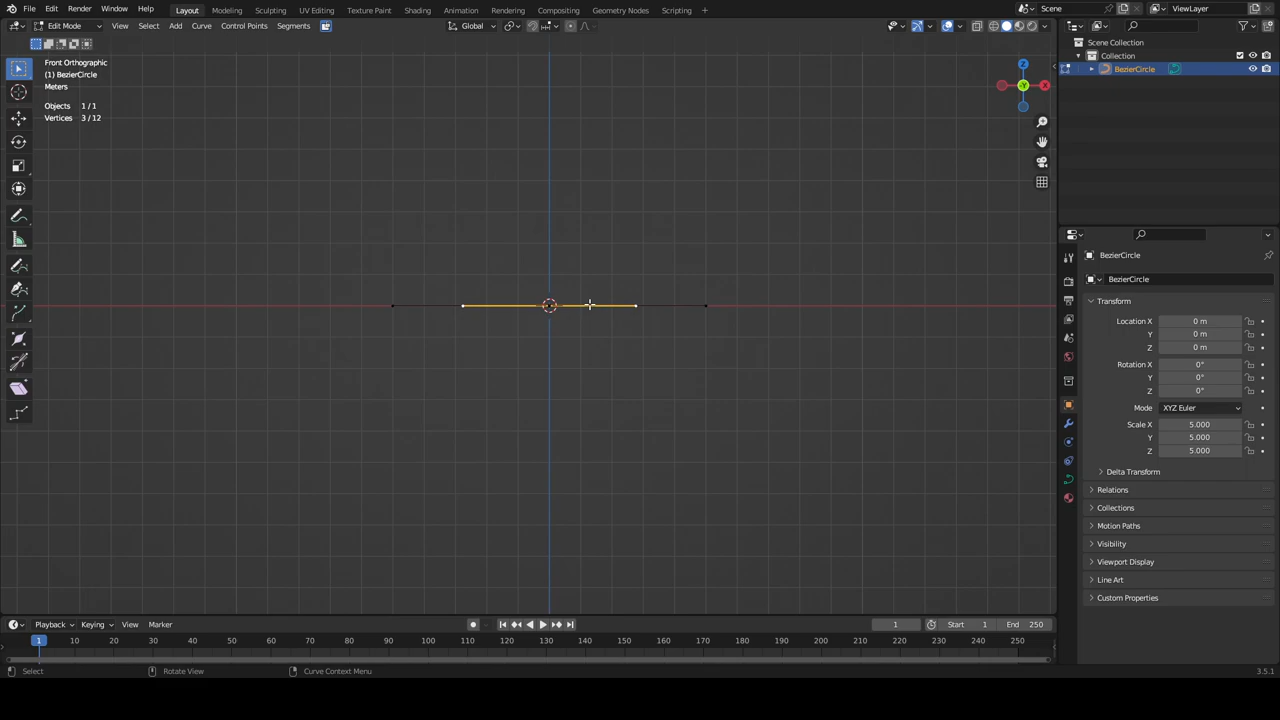 File Edit Render Window Help Layout Modeling Sculpting UV Editing Texture Paint Shading Animation Rendering Compositing Geometry Nodes Scripting + Scene ViewLayer
Edit Mode View Select Add Curve Control Points Segments Global
Front Orthographic
(1) BezierCircle
Meters
Objects 1 / 1
Vertices 3 / 12
Z
Y
X
Scene Collection
Collection
BezierCircle
BezierCircle
BezierCircle
Transform
Location X 0 m
Y 0 m
Z 0 m
Rotation X 0°
Y 0°
Z 0°
Mode XYZ Euler
Scale X 5.000
Y 5.000
Z 5.000
Delta Transform
Relations
Collections
Motion Paths
Visibility
Viewport Display
Line Art
Custom Properties
Playback Keying View Marker 1 Start 1 End 250
1 10 20 30 40 50 60 70 80 90 100 110 120 130 140 150 160 170 180 190 200 210 220 230 240 250
Select Rotate View Curve Context Menu 3.5.1